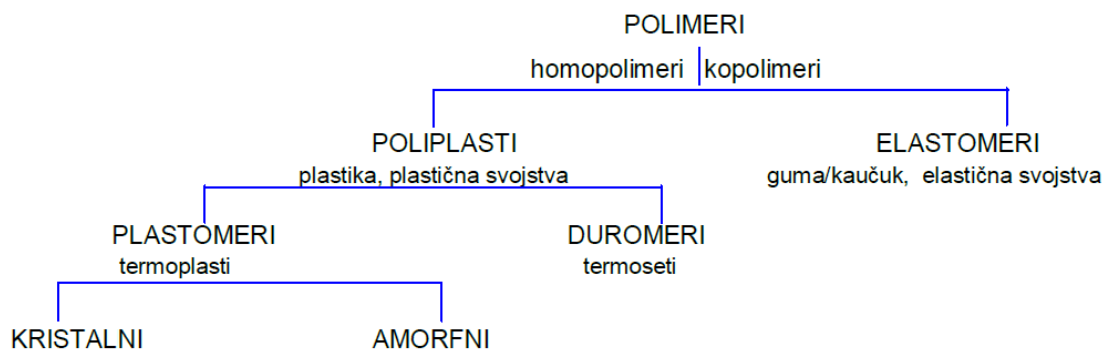 POLIMERI
homopolimeri kopolimeri
POLIPLASTI ELASTOMERI
plastika, plastična svojstva guma/kaučuk, elastična svojstva
PLASTOMERI DUROMERI
termoplasti termoseti
KRISTALNI AMORFNI